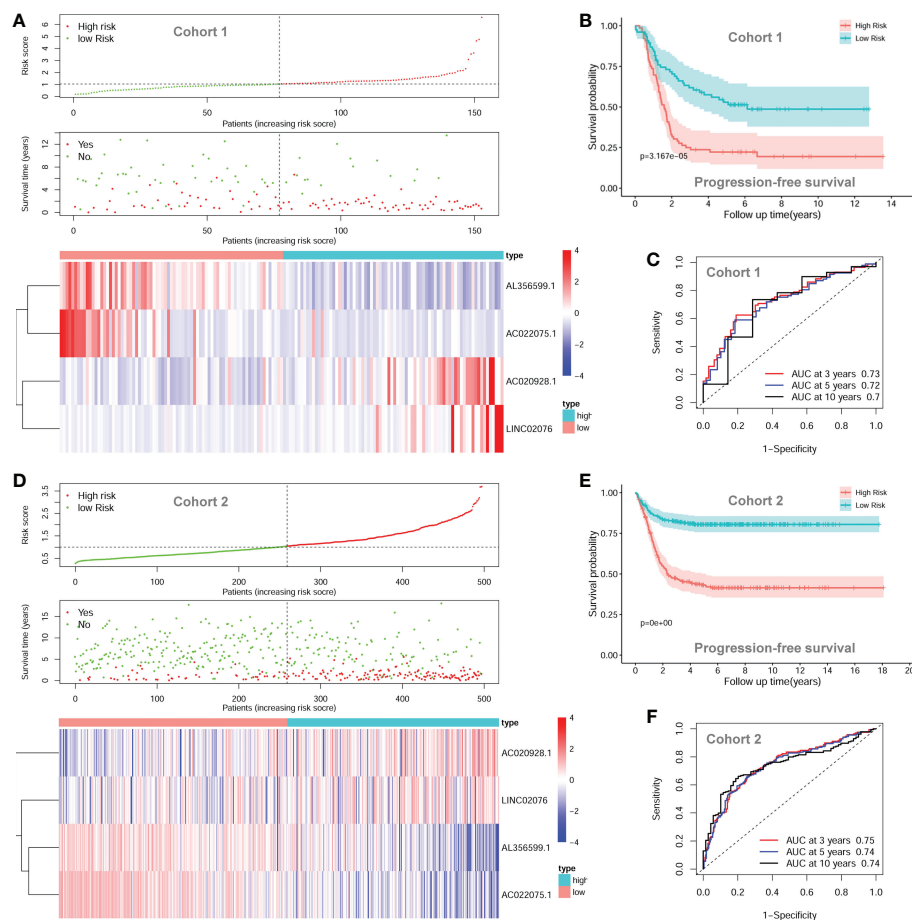 A
High risk
low Risk
Cohort 1
Risk score
6
5
4
3
2
1
0
0
50
100
150
Patients (increasing risk socre)
Yes
No.
Survival time (years)
12
8
6
4
2
0
0
50
100
150
Patients (increasing risk score)
type
AL356599.1
AC022075.1
AC020928.1
LINC02076
4
2
0
−2
−4
type
high
low
B
High Risk
Low Risk
Cohort 1
Survival probability
1.00
0.75
0.50
0.25
0.00
p=3.167e−05
Progression-free survival
0
2
4
6
8
10
12
14
Follow up time(years)
C
Cohort 1
Sensitivity
1.0
0.8
0.6
0.4
0.2
0.0
AUC at 3 years 0.73
AUC at 5 years 0.72
AUC at 10 years 0.7
0.0
0.2
0.4
0.6
0.8
1.0
1−Specificity
D
High risk
low Risk
Cohort 2
Risk score
3.5
2.5
1.5
0.5
0
100
200
300
400
500
Patients (increasing risk socre)
Yes
No
Survival time (years)
15
10
5
0
0
100
200
300
400
500
Patients (increasing risk score)
type
AC020928.1
LINC02076
AL356599.1
AC022075.1
4
2
0
−2
−4
type
high
low
E
High Risk
Low Risk
Cohort 2
Survival probability
1.00
0.75
0.50
0.25
0.00
p=0e+00
Progression-free survival
0
2
4
6
8
10
12
14
16
18
20
Follow up time(years)
F
Cohort 2
Sensitivity
1.0
0.8
0.6
0.4
0.2
0.0
AUC at 3 years 0.75
AUC at 5 years 0.74
AUC at 10 years 0.74
0.0
0.2
0.4
0.6
0.8
1.0
1−Specificity